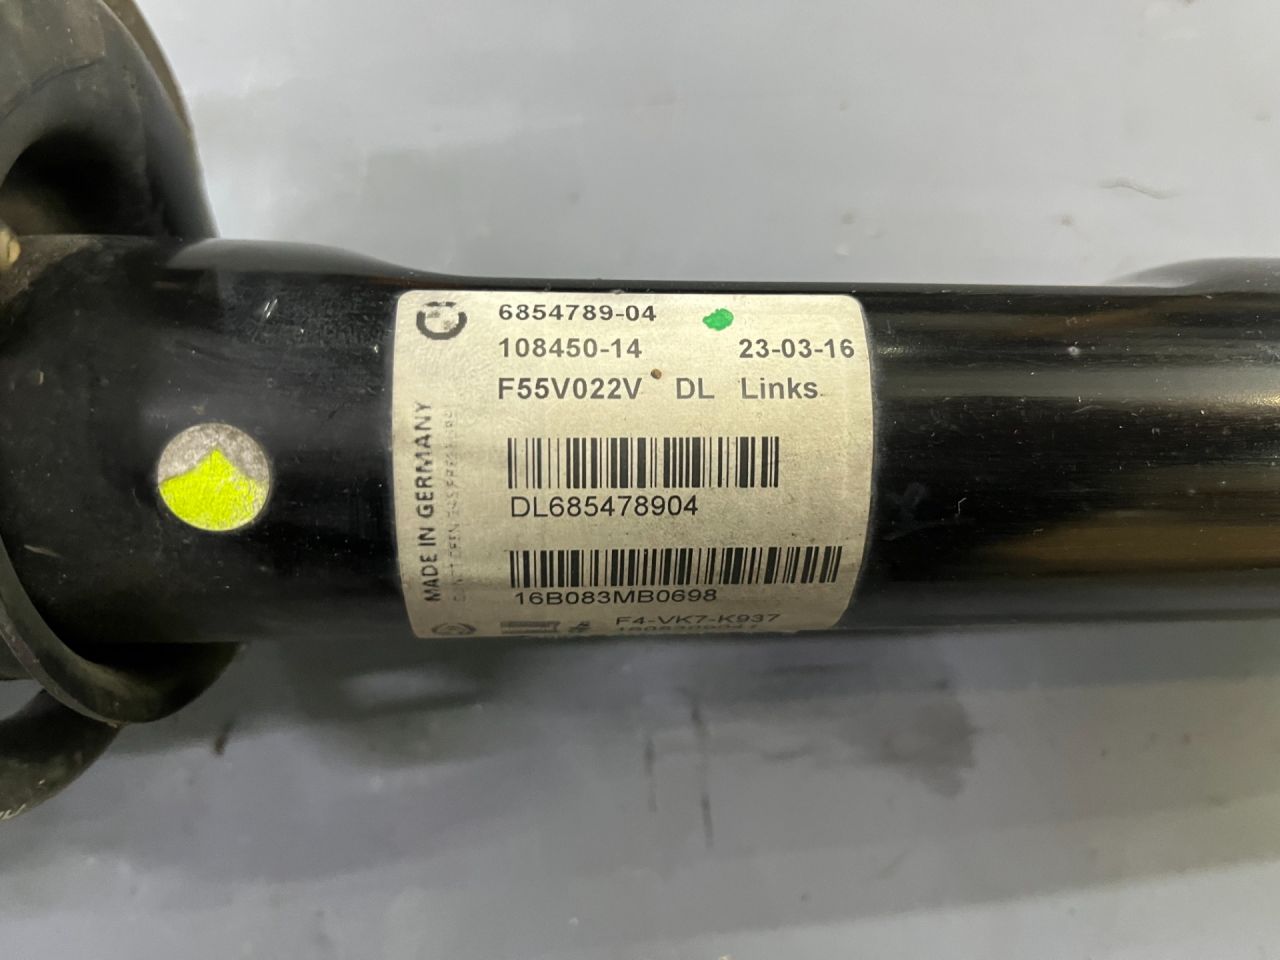 6854789-04
108450-14 23-03-16
F55V022V DL Links
DL685478904
16B083MB0698
F4-VK7-K937
MADE IN GERMANY